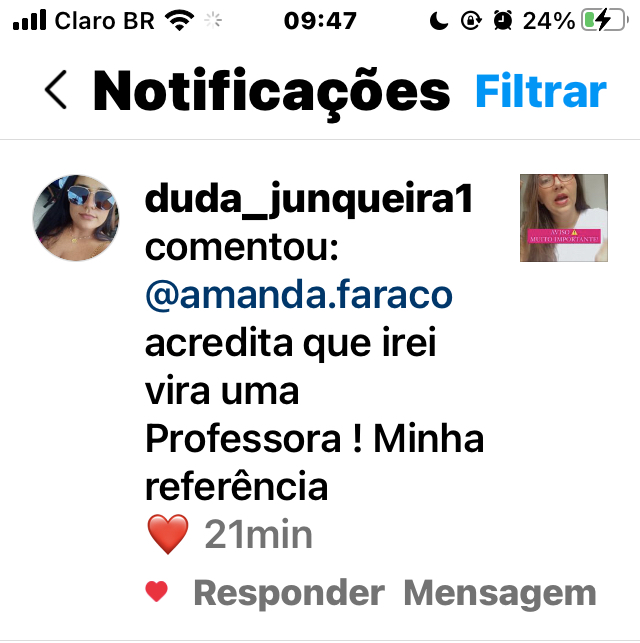 Claro BR 09:47 24%
Notificações Filtrar
duda_junqueira1
comentou:
@amanda.faraco
acredita que irei
vira uma
Professora ! Minha
referência
❤️ 21min
Responder Mensagem
AVISO ⚠️
MUITO IMPORTANTE!